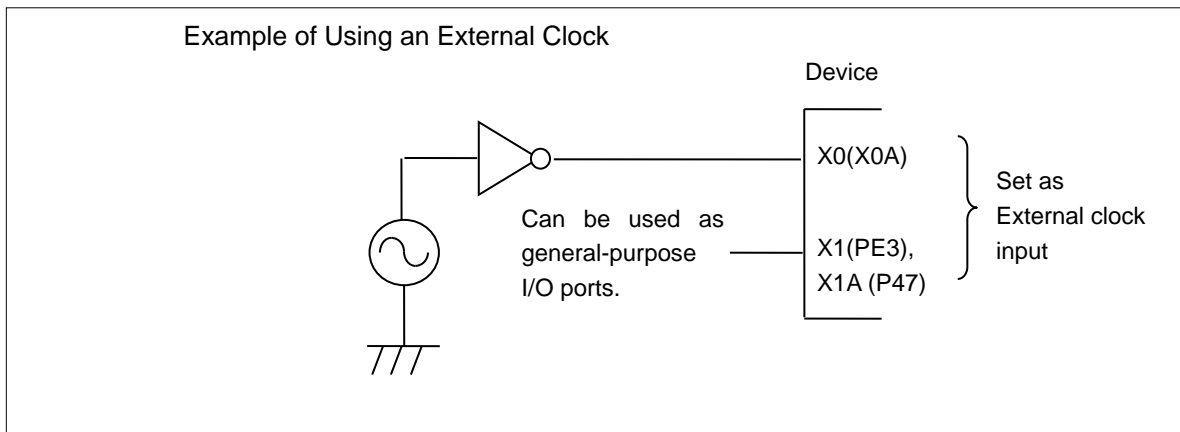 Example of Using an External Clock
Device
X0(X0A)
Can be used as
general-purpose
I/O ports.
X1(PE3),
X1A (P47)
Set as
External clock
input